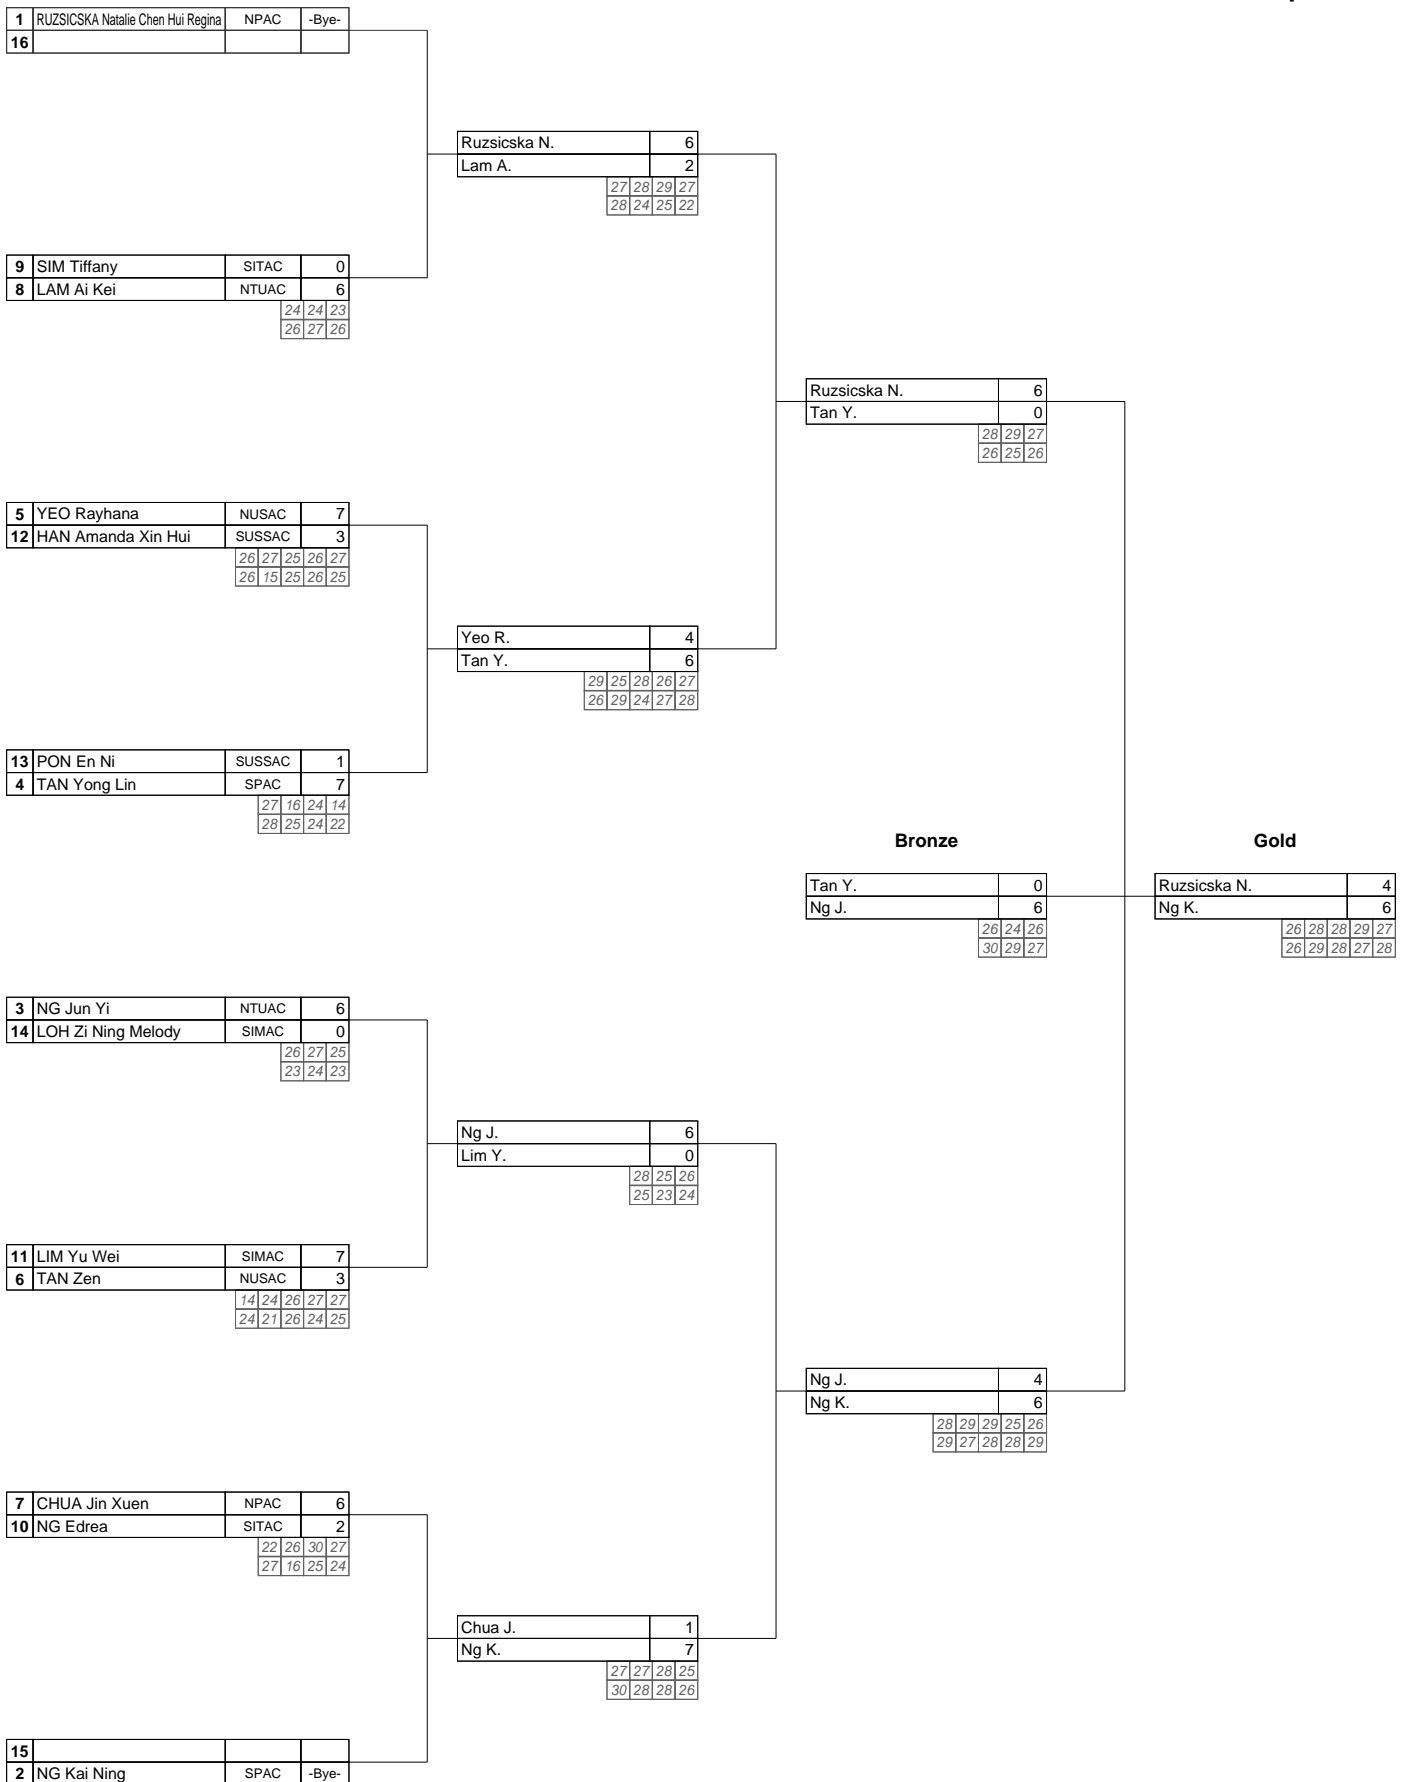 1 RUZSICSKA Natalie Chen Hui Regina NPAC -Bye-
16
Ruzsicska N. 6
Lam A. 2
27 28 29 27
28 24 25 22
9 SIM Tiffany SITAC 0
8 LAM Ai Kei NTUAC 6
24 24 23
26 27 26
Ruzsicska N. 6
Tan Y. 0
28 29 27
26 25 26
5 YEO Rayhana NUSAC 7
12 HAN Amanda Xin Hui SUSSAC 3
26 27 25 26 27
26 15 25 26 25
Yeo R. 4
Tan Y. 6
29 25 28 26 27
26 29 24 27 28
13 PON En Ni SUSSAC 1
4 TAN Yong Lin SPAC 7
27 16 24 14
28 25 24 22
Bronze
Tan Y. 0
Ng J. 6
26 24 26
30 29 27
Gold
Ruzsicska N. 4
Ng K. 6
26 28 28 29 27
26 29 28 27 28
3 NG Jun Yi NTUAC 6
14 LOH Zi Ning Melody SIMAC 0
26 27 25
23 24 23
Ng J. 6
Lim Y. 0
28 25 26
25 23 24
11 LIM Yu Wei SIMAC 7
6 TAN Zen NUSAC 3
14 24 26 27 27
24 21 26 24 25
Ng J. 4
Ng K. 6
28 29 29 25 26
29 27 28 28 29
7 CHUA Jin Xuen NPAC 6
10 NG Edrea SITAC 2
22 26 30 27
27 16 25 24
Chua J. 1
Ng K. 7
27 27 28 25
30 28 28 26
15
2 NG Kai Ning SPAC -Bye-